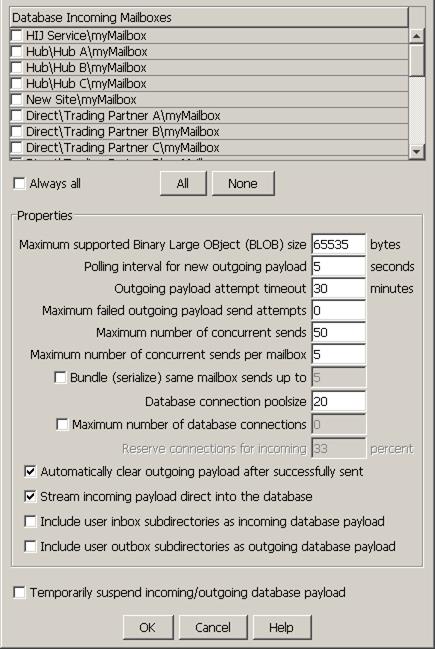 Database Incoming Mailboxes
HIJ Service\myMailbox
Hub\Hub A\myMailbox
Hub\Hub B\myMailbox
Hub\Hub C\myMailbox
New Site\myMailbox
Direct\Trading Partner A\myMailbox
Direct\Trading Partner B\myMailbox
Direct\Trading Partner C\myMailbox
Always all All None
Properties
Maximum supported Binary Large OBject (BLOB) size 65535 bytes
Polling interval for new outgoing payload 5 seconds
Outgoing payload attempt timeout 30 minutes
Maximum failed outgoing payload send attempts 0
Maximum number of concurrent sends 50
Maximum number of concurrent sends per mailbox 5
Bundle (serialize) same mailbox sends up to 5
Database connection poolsize 20
Maximum number of database connections 0
Reserve connections for incoming 33 percent
Automatically clear outgoing payload after successfully sent
Stream incoming payload direct into the database
Include user inbox subdirectories as incoming database payload
Include user outbox subdirectories as outgoing database payload
Temporarily suspend incoming/outgoing database payload
OK Cancel Help